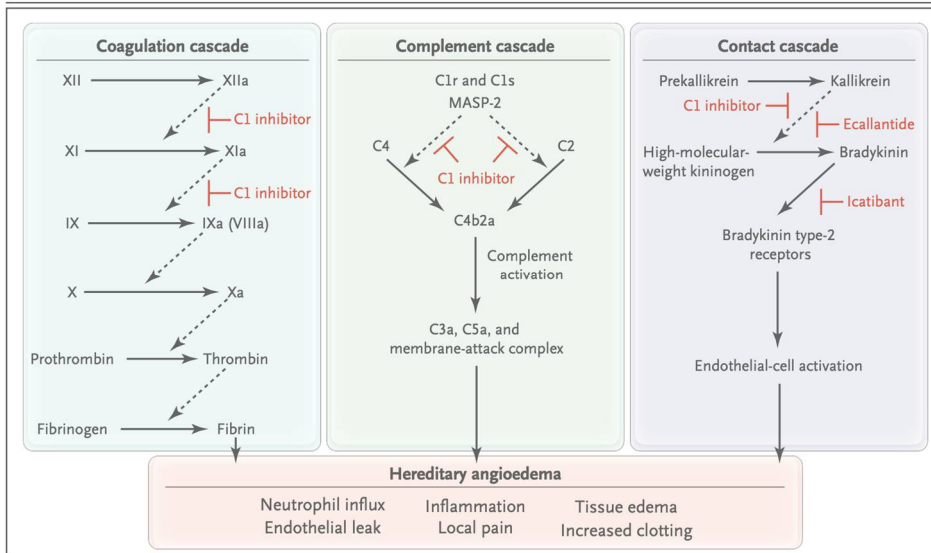 Coagulation cascade
XII
XIIa
C1 inhibitor
XI
XIa
C1 inhibitor
IX
IXa (VIIIa)
X
Xa
Prothrombin
Thrombin
Fibrinogen
Fibrin
Complement cascade
C1r and C1s
MASP-2
C4
C2
C1 inhibitor
C4b2a
Complement
activation
C3a, C5a, and
membrane-attack complex
Contact cascade
Prekallikrein
Kallikrein
C1 inhibitor
Ecallantide
High-molecular-
weight kininogen
Bradykinin
Icatibant
Bradykinin type-2
receptors
Endothelial-cell activation
Hereditary angioedema
Neutrophil influx
Endothelial leak
Inflammation
Local pain
Tissue edema
Increased clotting